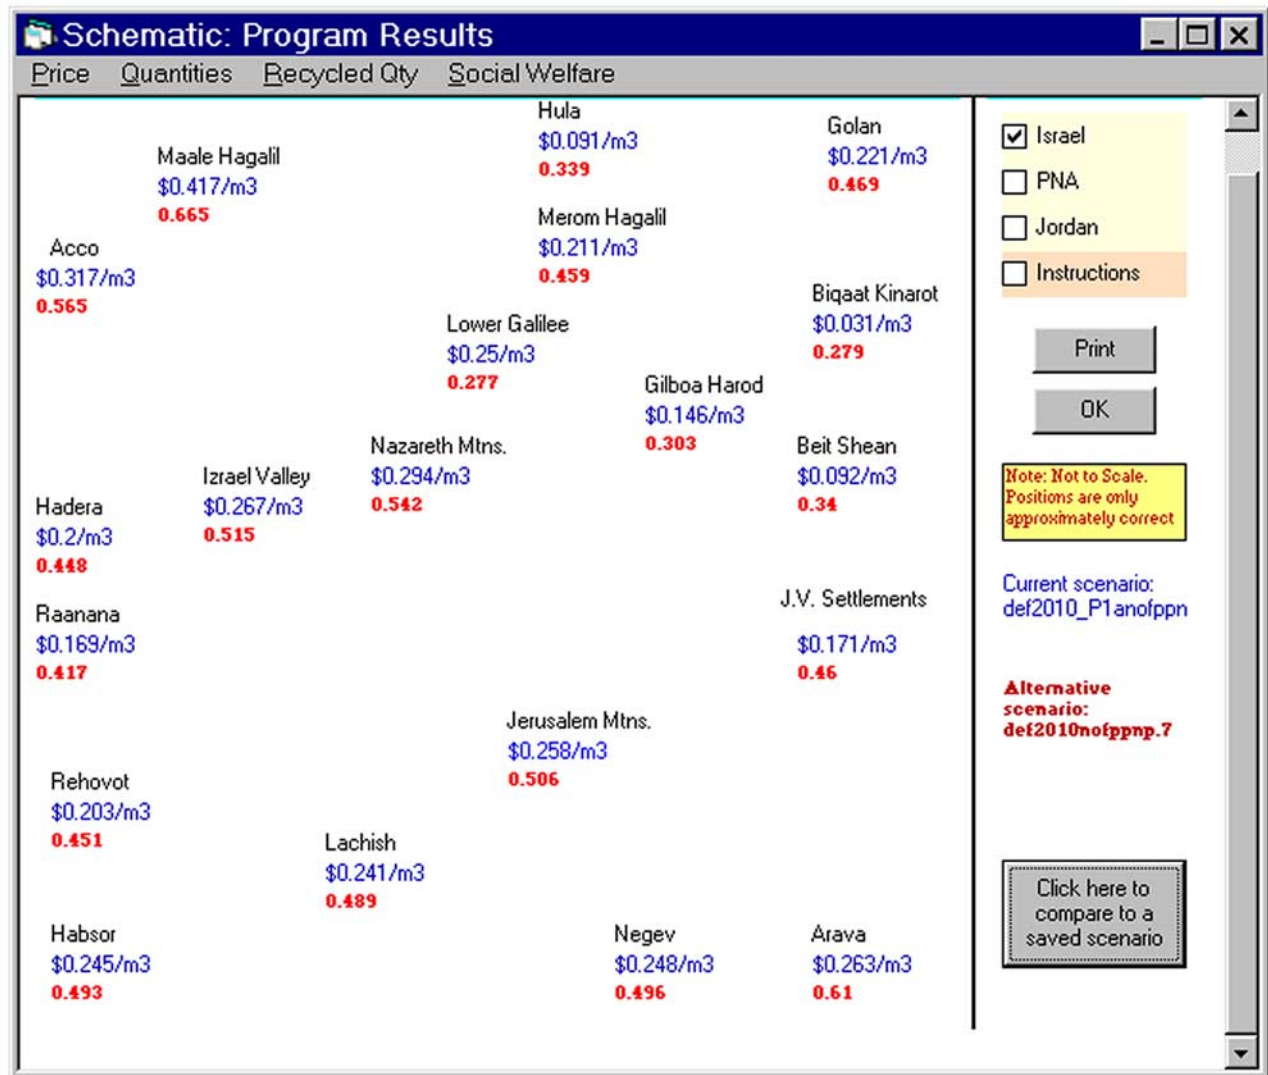 Schematic: Program Results
Price Quantities Recycled Qty Social Welfare
Hula
$0.091/m3
0.339
Golan
$0.221/m3
0.469
Maale Hagalil
$0.417/m3
0.665
Merom Hagalil
$0.211/m3
0.459
Acco
$0.317/m3
0.565
Biqaat Kinarot
$0.031/m3
0.279
Lower Galilee
$0.25/m3
0.277
Gilboa Harod
$0.146/m3
0.303
Nazareth Mtns.
$0.294/m3
0.542
Beit Shean
$0.092/m3
0.34
Izrael Valley
$0.267/m3
0.515
Hadera
$0.2/m3
0.448
Raanana
$0.169/m3
0.417
J.V. Settlements
$0.171/m3
0.46
Jerusalem Mtns.
$0.258/m3
0.506
Rehovot
$0.203/m3
0.451
Lachish
$0.241/m3
0.489
Habsor
$0.245/m3
0.493
Negev
$0.248/m3
0.496
Arava
$0.263/m3
0.61
Israel
PNA
Jordan
Instructions
Print
OK
Note: Not to Scale.
Positions are only
approximately correct
Current scenario:
def2010_P1anofppn
Alternative
scenario:
def2010nofppnp.7
Click here to
compare to a
saved scenario